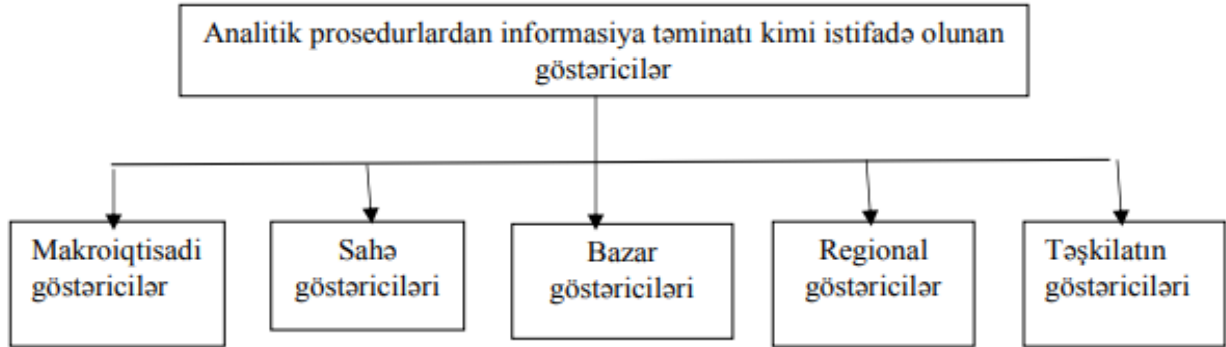 Analitik prosedurlardan informasiya təminatı kimi istifadə olunan
göstəricilər
Makroiqtisadi
göstəricilər
Sahə
göstəriciləri
Bazar
göstəriciləri
Regional
göstəricilər
Təşkilatın
göstəriciləri